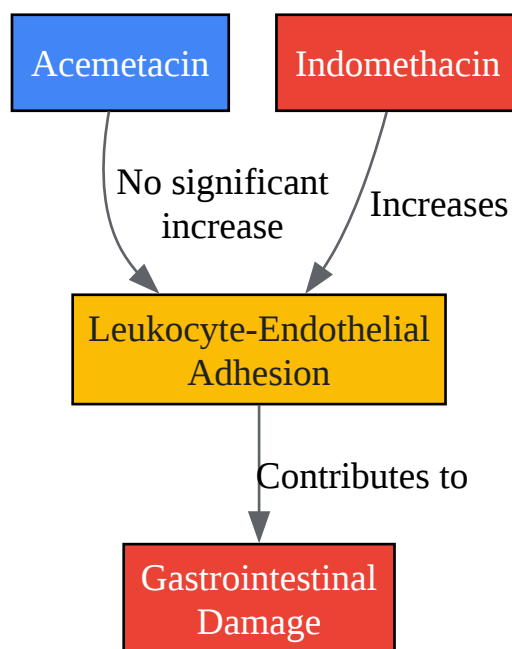 Acemetacin
Indomethacin
No significant
increase
Increases
Leukocyte-Endothelial
Adhesion
Contributes to
Gastrointestinal
Damage